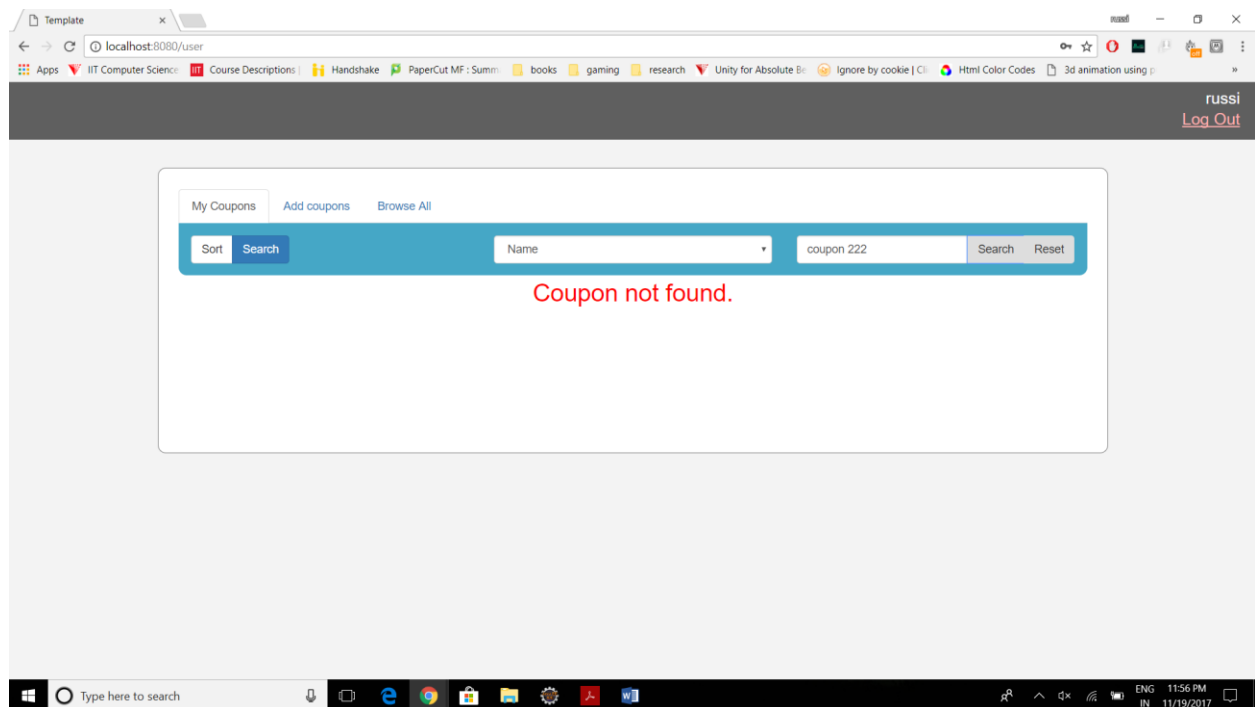 Template
russi
localhost:8080/user
Apps IIT Computer Science Course Descriptions | Handshake PaperCut MF : Summ books gaming research Unity for Absolute Be Ignore by cookie | Cli Html Color Codes 3d animation using p »
russi
Log Out
My Coupons Add coupons Browse All
Sort Search Name coupon 222 Search Reset
Coupon not found.
Type here to search
ENG 11:56 PM
IN 11/19/2017